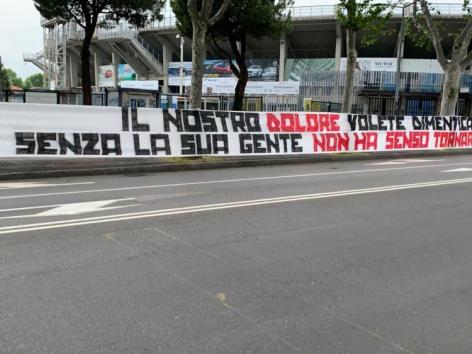 IL NOSTRO DOLORE VOLETE DIMENTICA
SENZA LA SUA GENTE NON HA SENSO TORNAR